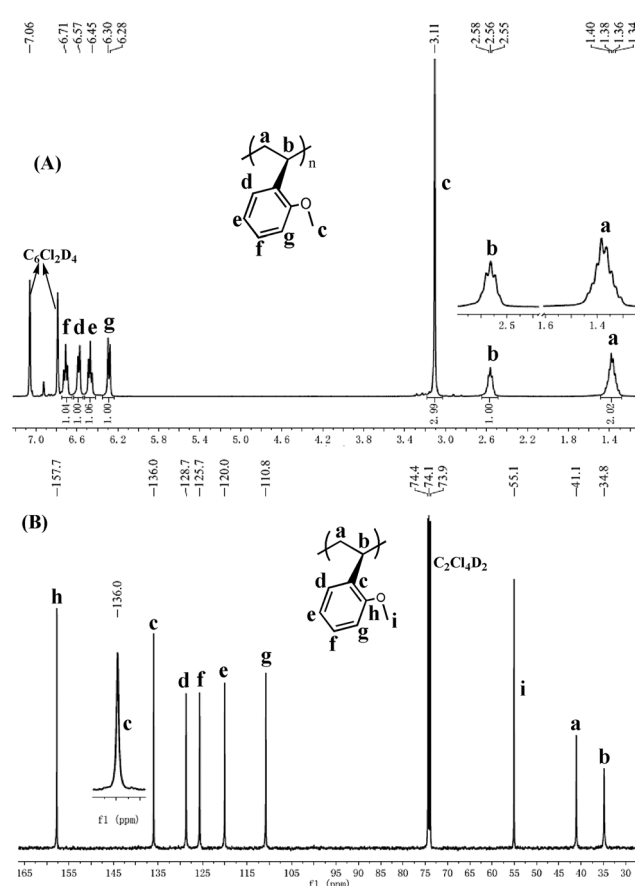 7.06 6.71 6.57 6.45 6.30 6.28 3.11 2.58 2.56 2.55 1.40 1.38 1.36 1.34
(A)
a b
n
d
O
e c
f g
C6Cl2D4
f d e g
c
b
a
2.5 1.6 1.4
b
a
1.04 1.00 1.06 1.00 2.99 1.00 2.02
7.0 6.6 6.2 5.8 5.4 5.0 4.6 4.2 3.8 3.4 3.0 2.6 2.2 1.8 1.4
157.7 136.0 128.7 125.7 120.0 110.8 74.4 74.1 73.9 55.1 41.1 34.8
(B)
a b
n
d c
O
e h i
f g
C2Cl4D2
h
136.0
c
c
d f e g
i
a
b
f1 (ppm)
165 155 145 135 125 115 105 95 85 75 65 55 45 35 30
f1 (ppm)